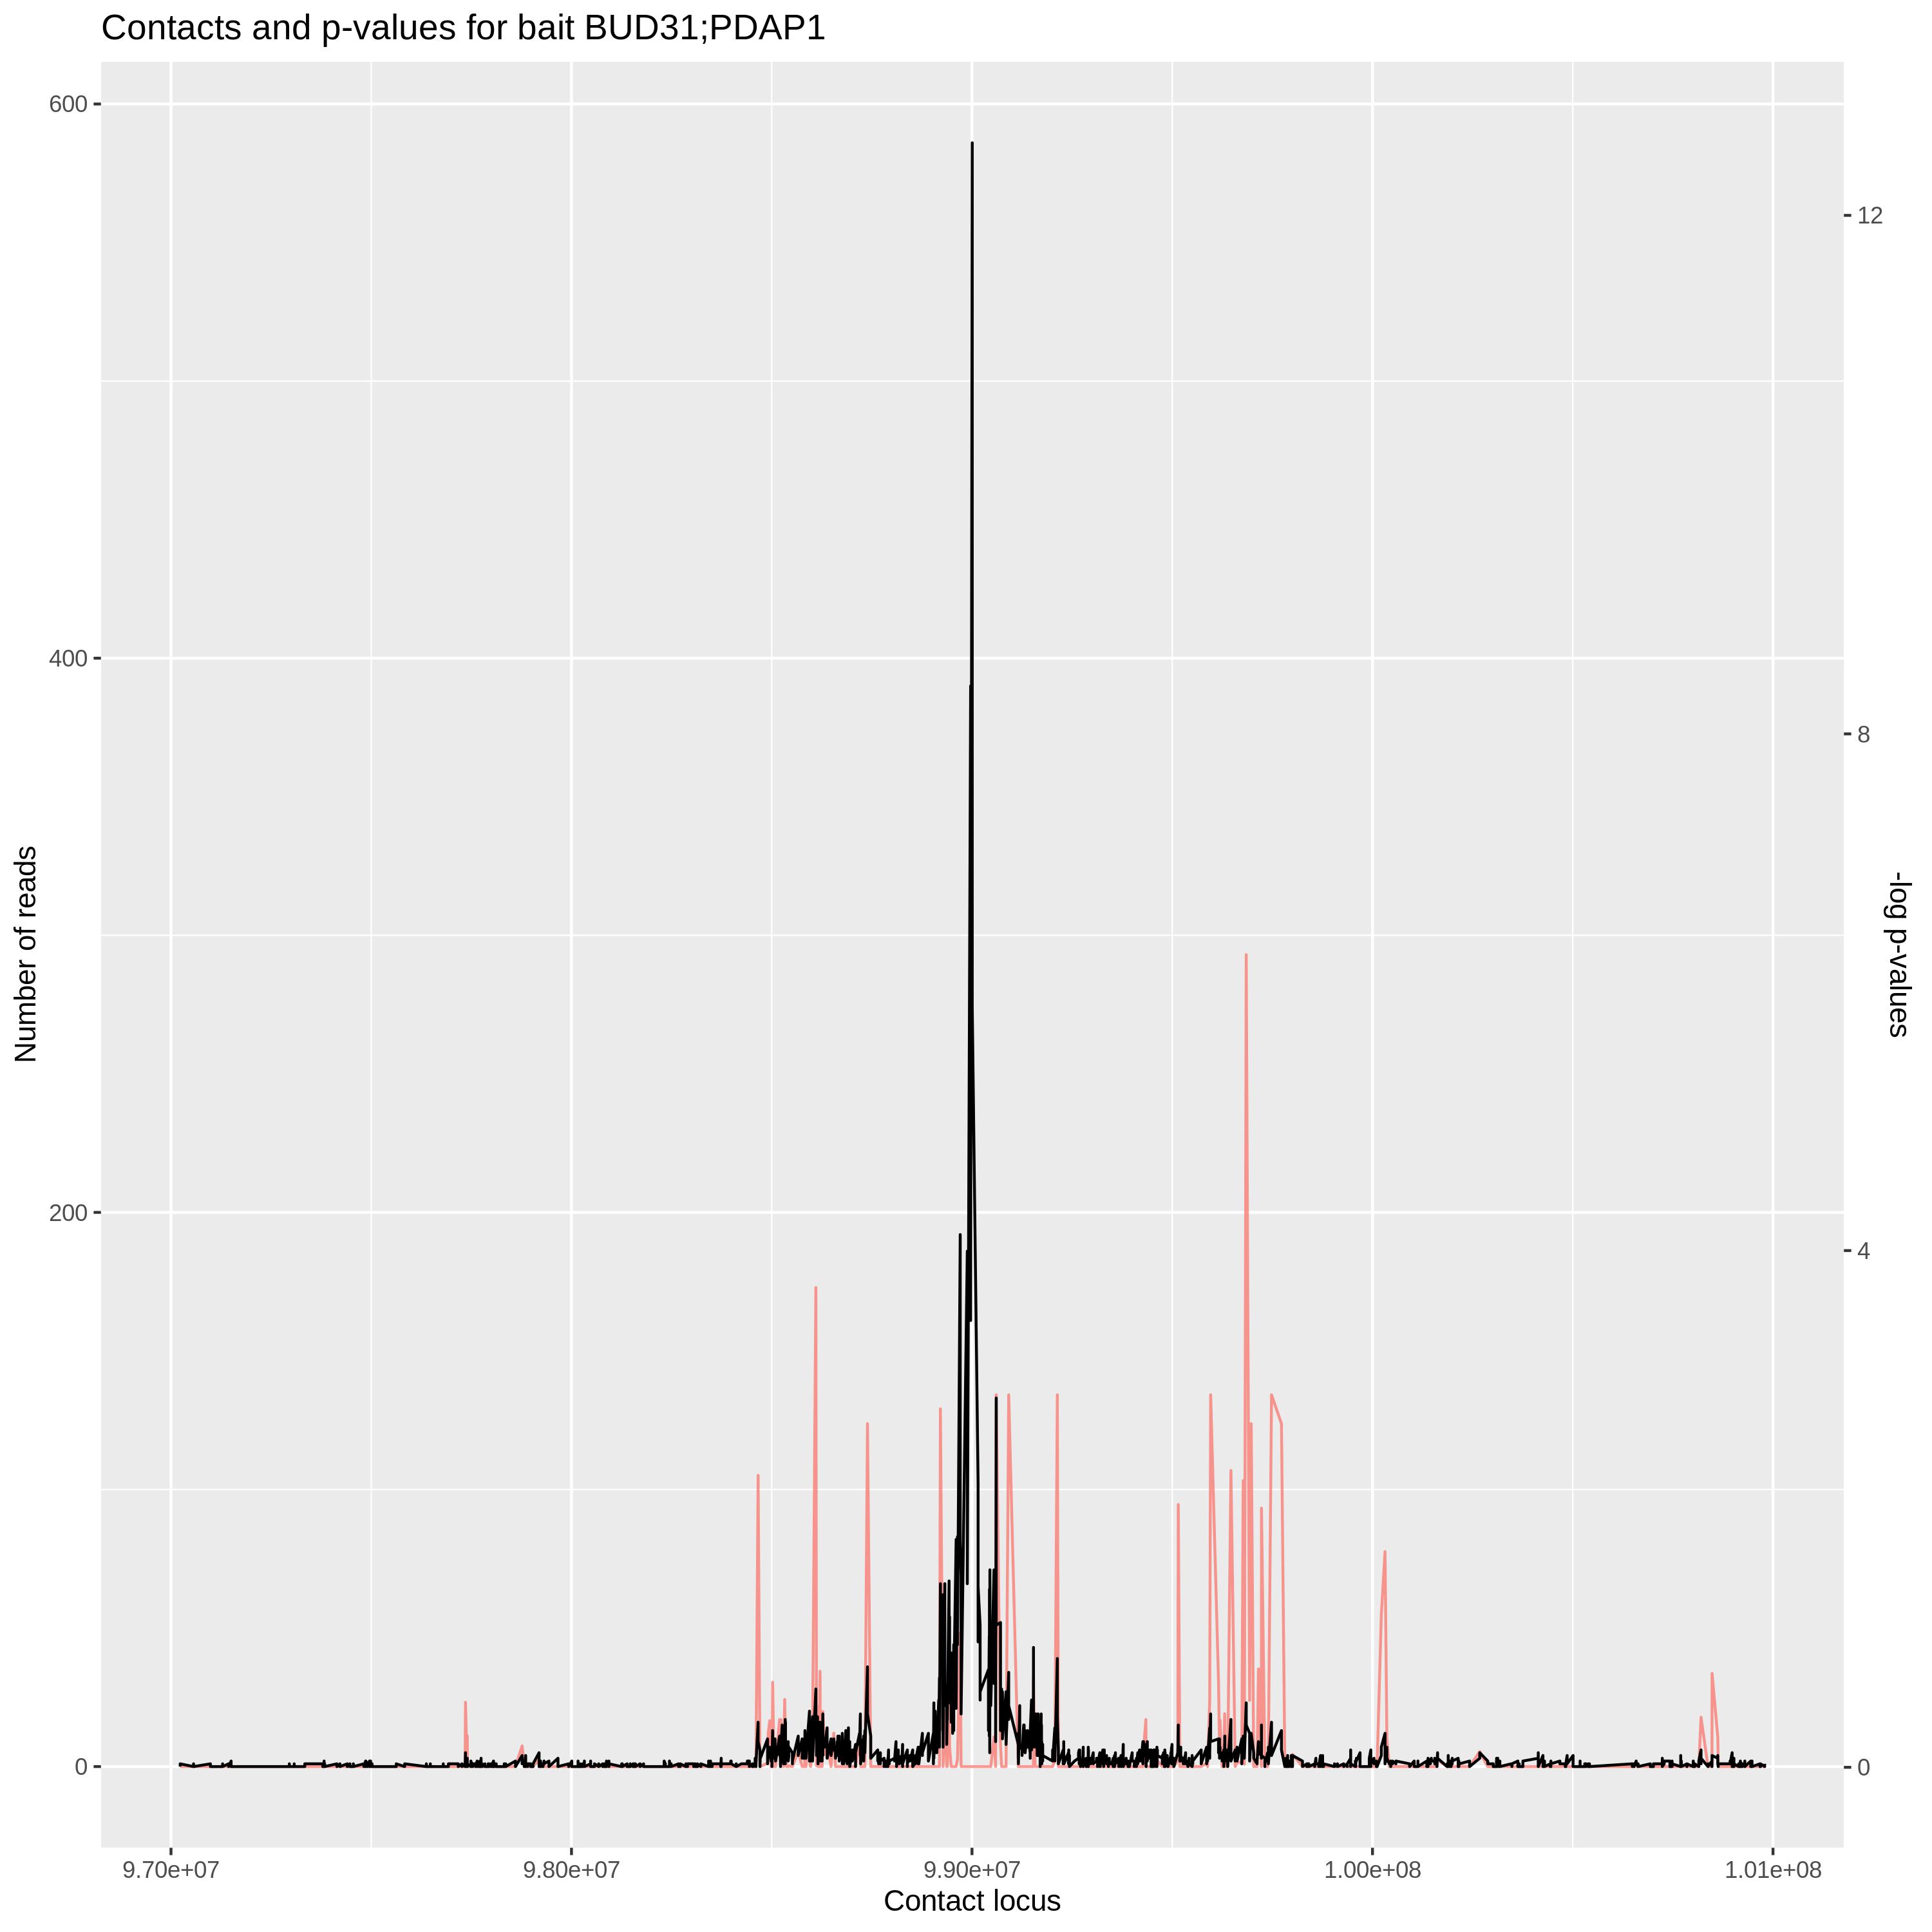 Contacts and p-values for bait BUD31;PDAP1
600
400
200
0
Number of reads
12
8
4
0
-log p-values
9.70e+07 9.80e+07 9.90e+07 1.00e+08 1.01e+08
Contact locus